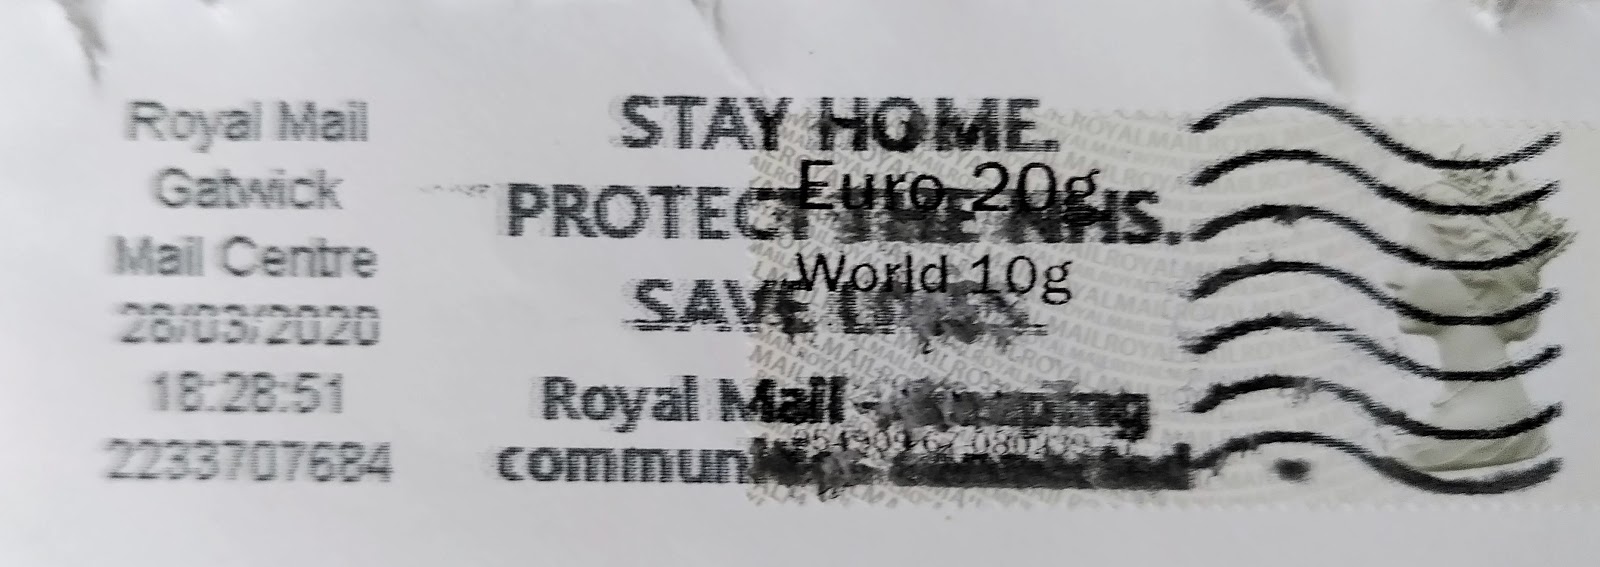 Royal Mail
Gatwick
Mail Centre
28/03/2020
18:28:51
2233707684
STAY HOME.
PROTECT THE NHS.
SAVE
Royal Mail -
Euro 20g
World 10g